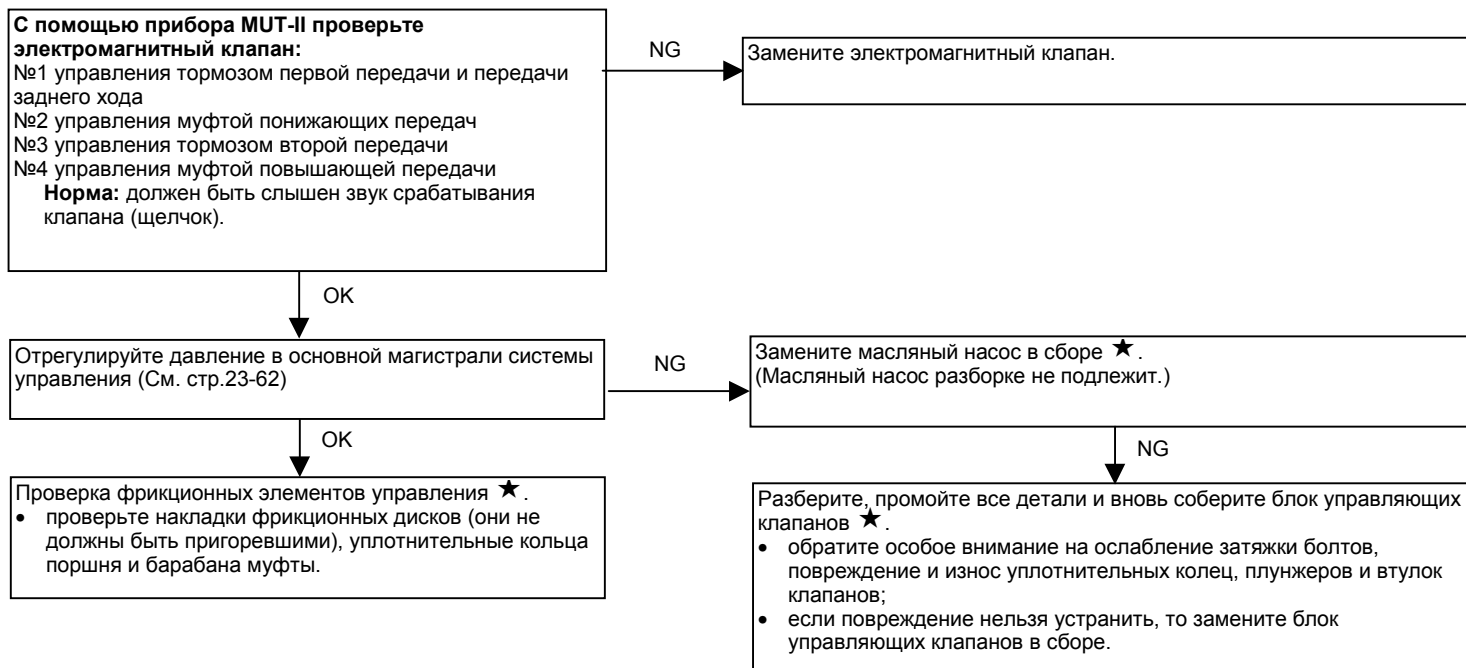 С помощью прибора MUT-II проверьте
электромагнитный клапан:
№1 управления тормозом первой передачи и передачи
заднего хода
№2 управления муфтой понижающих передач
№3 управления тормозом второй передачи
№4 управления муфтой повышающей передачи
Норма: должен быть слышен звук срабатывания
клапана (щелчок).
NG
Замените электромагнитный клапан.
OK
Отрегулируйте давление в основной магистрали системы
управления (См. стр.23-62)
NG
Замените масляный насос в сборе ★.
(Масляный насос разборке не подлежит.)
OK
NG
Проверка фрикционных элементов управления ★.
• проверьте накладки фрикционных дисков (они не
должны быть пригоревшими), уплотнительные кольца
поршня и барабана муфты.
Разберите, промойте все детали и вновь соберите блок управляющих
клапанов ★.
• обратите особое внимание на ослабление затяжки болтов,
повреждение и износ уплотнительных колец, плунжеров и втулок
клапанов;
• если повреждение нельзя устранить, то замените блок
управляющих клапанов в сборе.